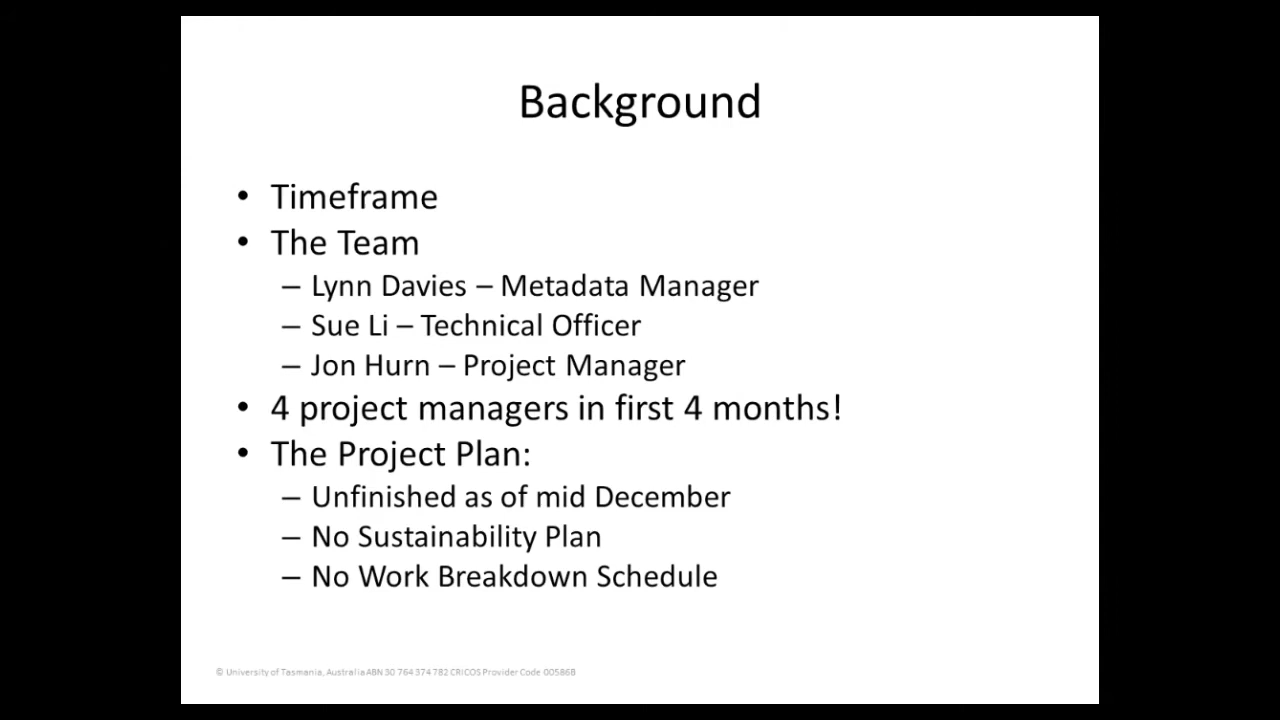 Background
• Timeframe
• The Team
– Lynn Davies – Metadata Manager
– Sue Li – Technical Officer
– Jon Hurn – Project Manager
• 4 project managers in first 4 months!
• The Project Plan:
– Unfinished as of mid December
– No Sustainability Plan
– No Work Breakdown Schedule
© University of Tasmania, Australia ABN 30 764 374 782 CRICOS Provider Code 00586B